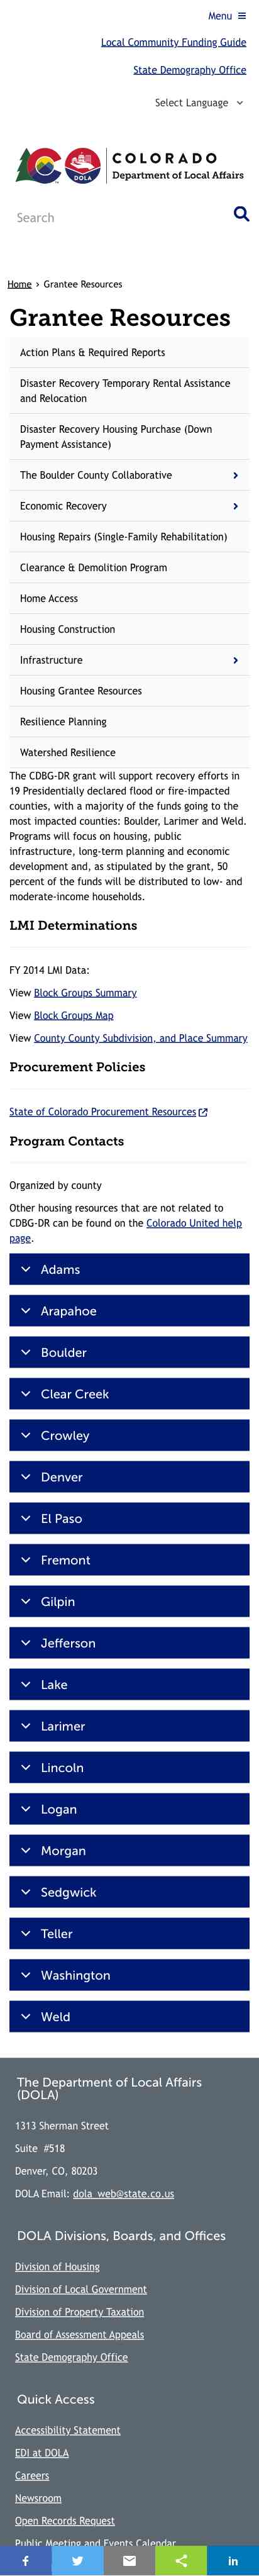 Menu
Local Community Funding Guide
State Demography Office
Select Language
COLORADO
Department of Local Affairs
DOLA
Search
Home › Grantee Resources
Grantee Resources
Action Plans & Required Reports
Disaster Recovery Temporary Rental Assistance
and Relocation
Disaster Recovery Housing Purchase (Down
Payment Assistance)
The Boulder County Collaborative
Economic Recovery
Housing Repairs (Single-Family Rehabilitation)
Clearance & Demolition Program
Home Access
Housing Construction
Infrastructure
Housing Grantee Resources
Resilience Planning
Watershed Resilience
The CDBG-DR grant will support recovery efforts in
19 Presidentially declared flood or fire-impacted
counties, with a majority of the funds going to the
most impacted counties: Boulder, Larimer and Weld.
Programs will focus on housing, public
infrastructure, long-term planning and economic
development and, as stipulated by the grant, 50
percent of the funds will be distributed to low- and
moderate-income households.
LMI Determinations
FY 2014 LMI Data:
View Block Groups Summary
View Block Groups Map
View County County Subdivision, and Place Summary
Procurement Policies
State of Colorado Procurement Resources
Program Contacts
Organized by county
Other housing resources that are not related to
CDBG-DR can be found on the Colorado United help
page.
Adams
Arapahoe
Boulder
Clear Creek
Crowley
Denver
El Paso
Fremont
Gilpin
Jefferson
Lake
Larimer
Lincoln
Logan
Morgan
Sedgwick
Teller
Washington
Weld
The Department of Local Affairs
(DOLA)
1313 Sherman Street
Suite #518
Denver, CO, 80203
DOLA Email: dola_web@state.co.us
DOLA Divisions, Boards, and Offices
Division of Housing
Division of Local Government
Division of Property Taxation
Board of Assessment Appeals
State Demography Office
Quick Access
Accessibility Statement
EDI at DOLA
Careers
Newsroom
Open Records Request
Public Meeting and Events Calendar